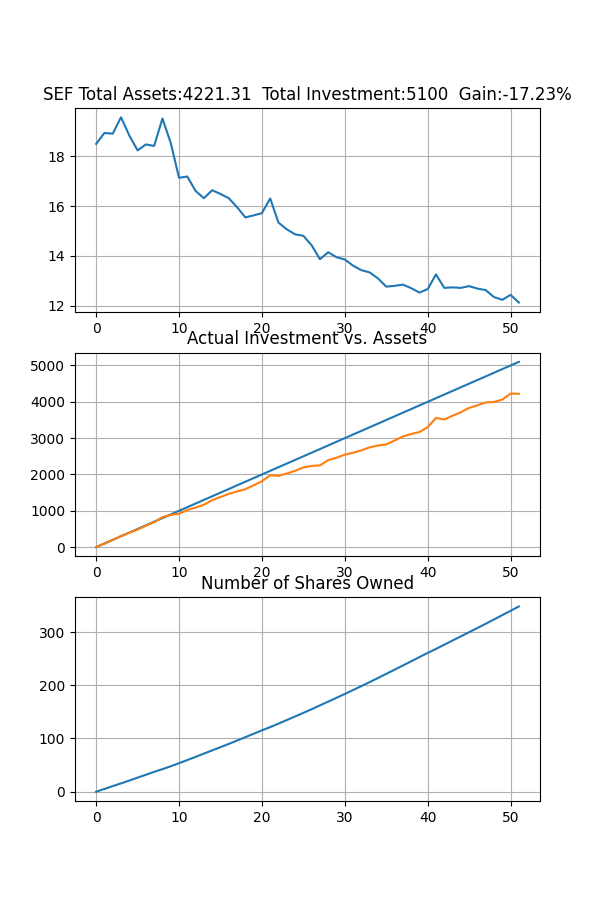 SEF Total Assets:4221.31  Total Investment:5100  Gain:-17.23%
18
16
14
12
0 10 20 30 40 50
Actual Investment vs. Assets
5000
4000
3000
2000
1000
0
0 10 20 30 40 50
Number of Shares Owned
300
200
100
0
0 10 20 30 40 50